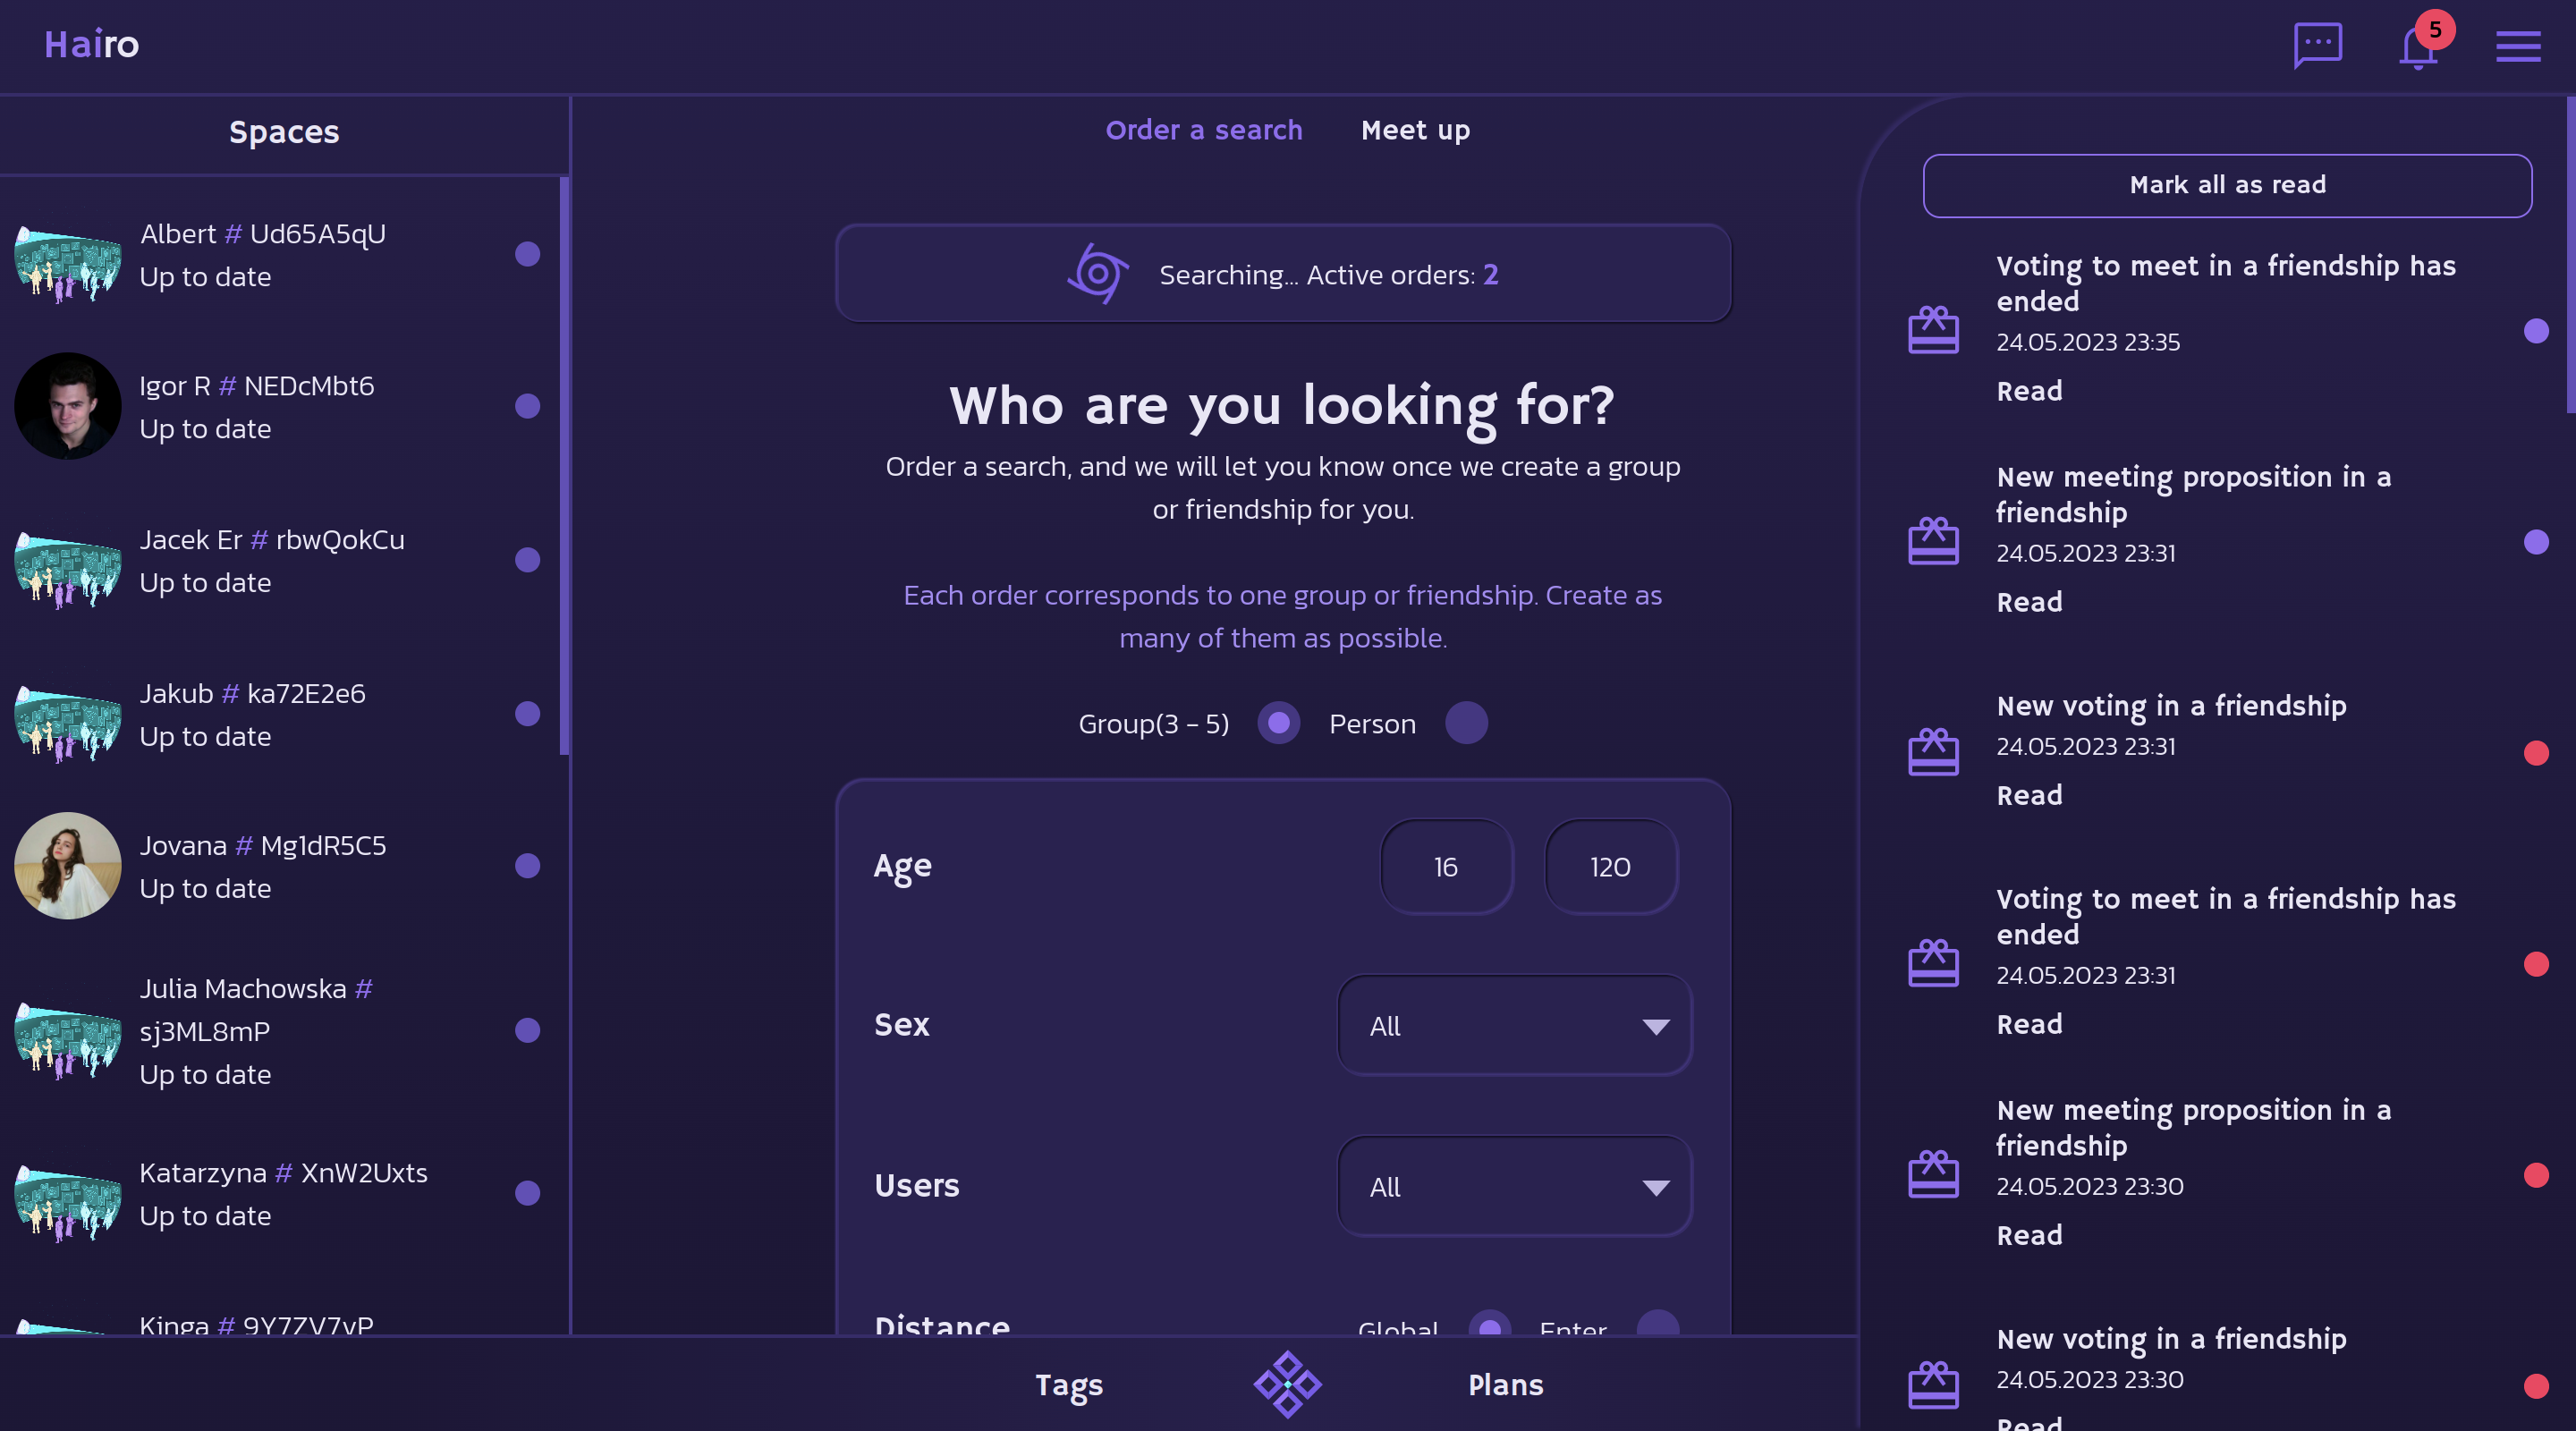 Hairo
5
Spaces
Albert # Ud65A5qU
Up to date
Igor R # NEDcMbt6
Up to date
Jacek Er # rbwQokCu
Up to date
Jakub # ka72E2e6
Up to date
Jovana # Mg1dR5C5
Up to date
Julia Machowska #
sj3ML8mP
Up to date
Katarzyna # XnW2Uxts
Up to date
Kinga # 9Y7ZV7vP
Order a search
Meet up
Searching... Active orders: 2
Who are you looking for?
Order a search, and we will let you know once we create a group
or friendship for you.
Each order corresponds to one group or friendship. Create as
many of them as possible.
Group(3 - 5)
Person
Age
16
120
Sex
All
Users
All
Distance
Global
Enter
Tags
Plans
Mark all as read
Voting to meet in a friendship has
ended
24.05.2023 23:35
Read
New meeting proposition in a
friendship
24.05.2023 23:31
Read
New voting in a friendship
24.05.2023 23:31
Read
Voting to meet in a friendship has
ended
24.05.2023 23:31
Read
New meeting proposition in a
friendship
24.05.2023 23:30
Read
New voting in a friendship
24.05.2023 23:30
Read